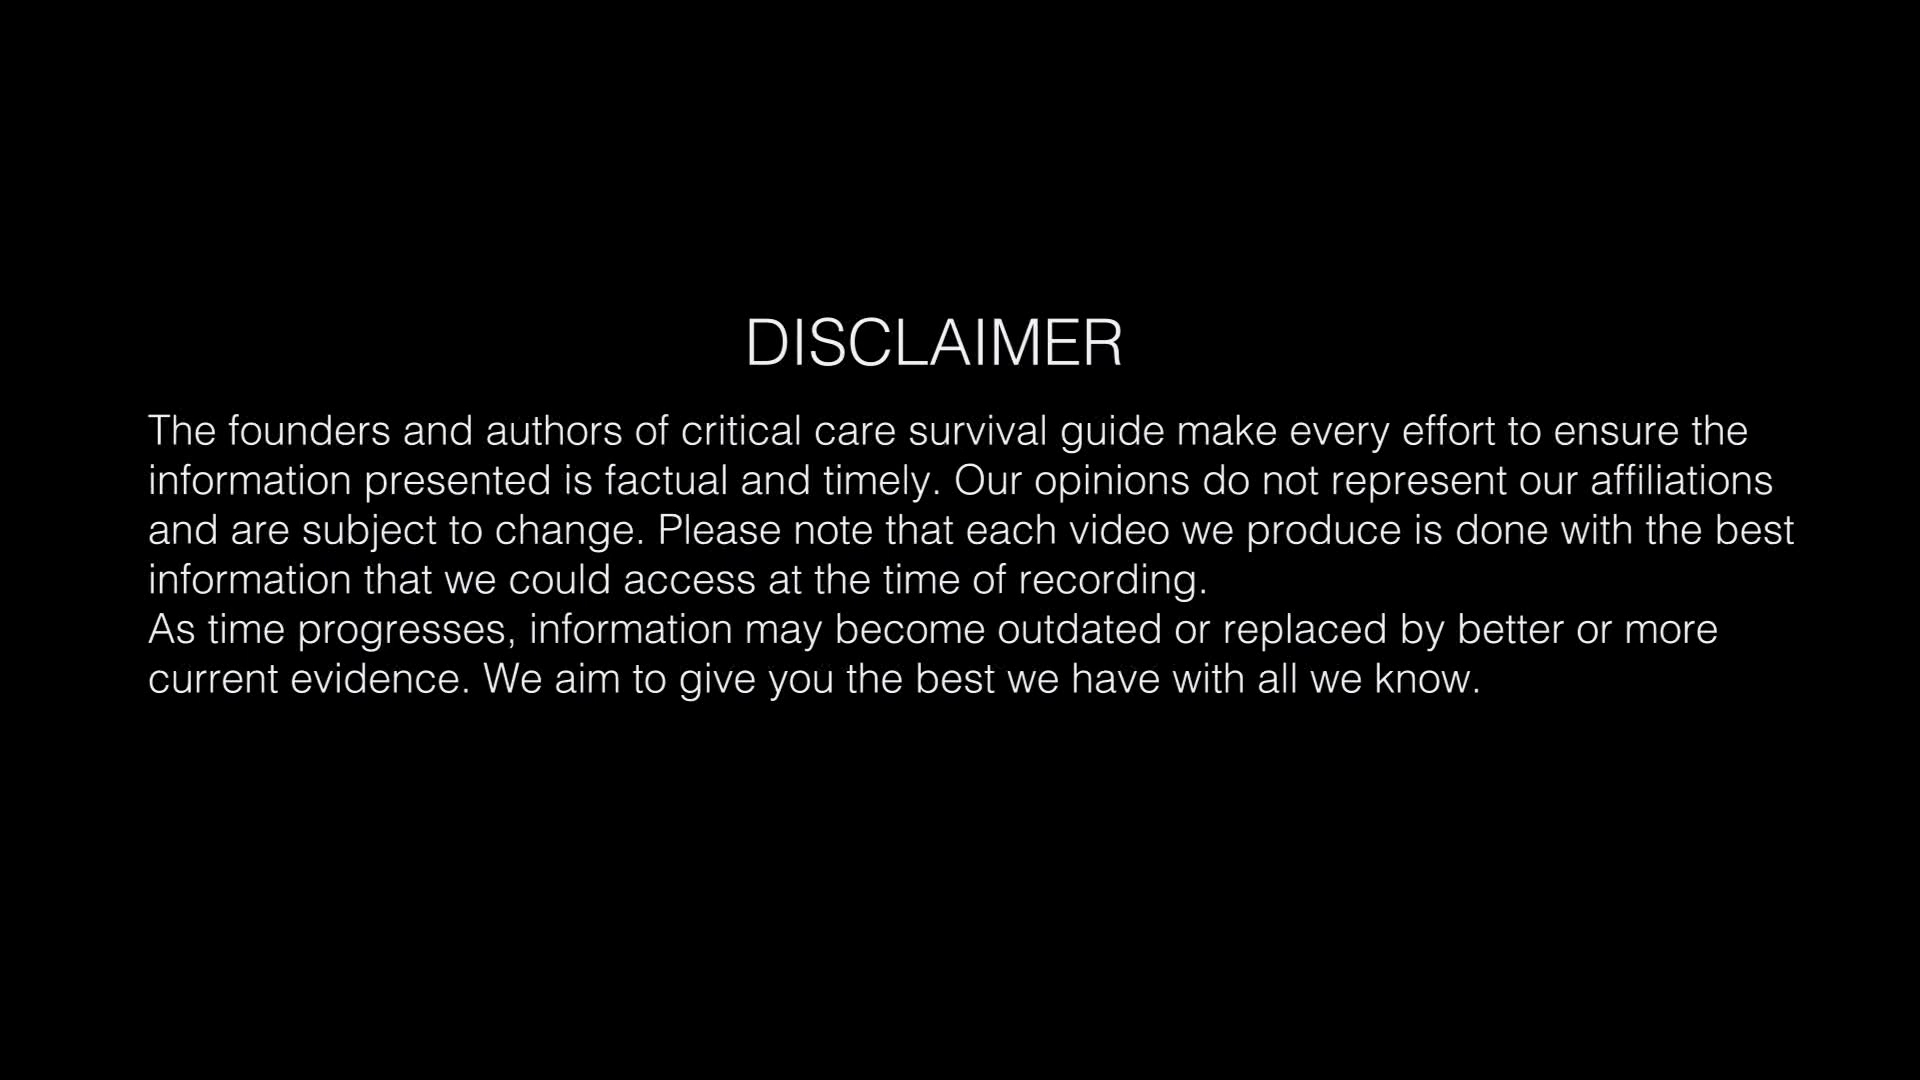 DISCLAIMER
The founders and authors of critical care survival guide make every effort to ensure the
information presented is factual and timely. Our opinions do not represent our affiliations
and are subject to change. Please note that each video we produce is done with the best
information that we could access at the time of recording.
As time progresses, information may become outdated or replaced by better or more
current evidence. We aim to give you the best we have with all we know.